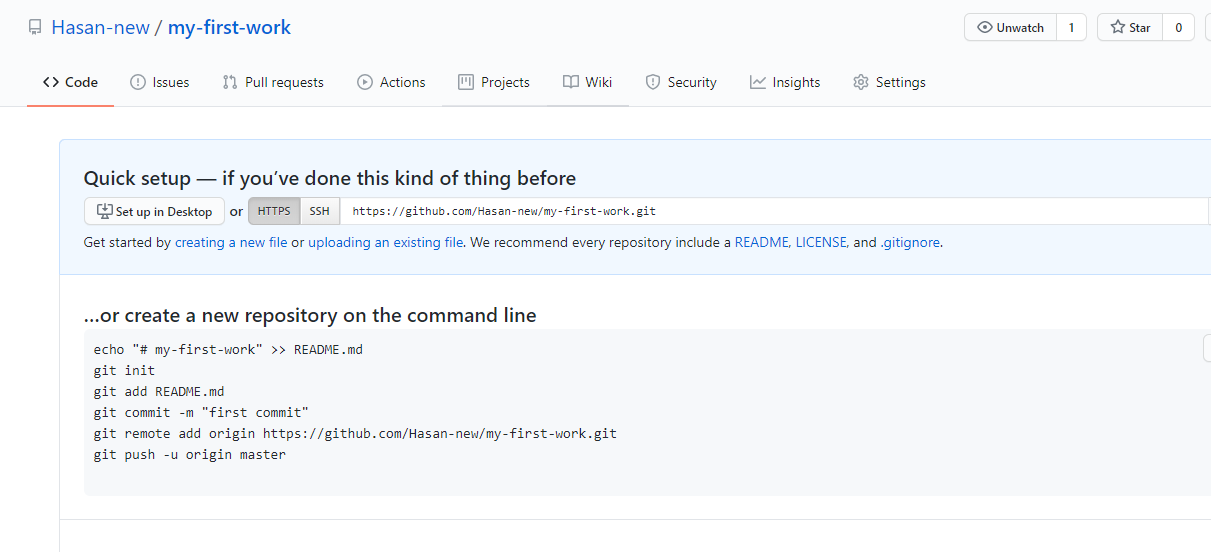 Hasan-new / my-first-work
Unwatch 1 Star 0
Code Issues Pull requests Actions Projects Wiki Security Insights Settings
Quick setup — if you’ve done this kind of thing before
Set up in Desktop or HTTPS SSH https://github.com/Hasan-new/my-first-work.git
Get started by creating a new file or uploading an existing file. We recommend every repository include a README, LICENSE, and .gitignore.
…or create a new repository on the command line
echo "# my-first-work" >> README.md
git init
git add README.md
git commit -m "first commit"
git remote add origin https://github.com/Hasan-new/my-first-work.git
git push -u origin master